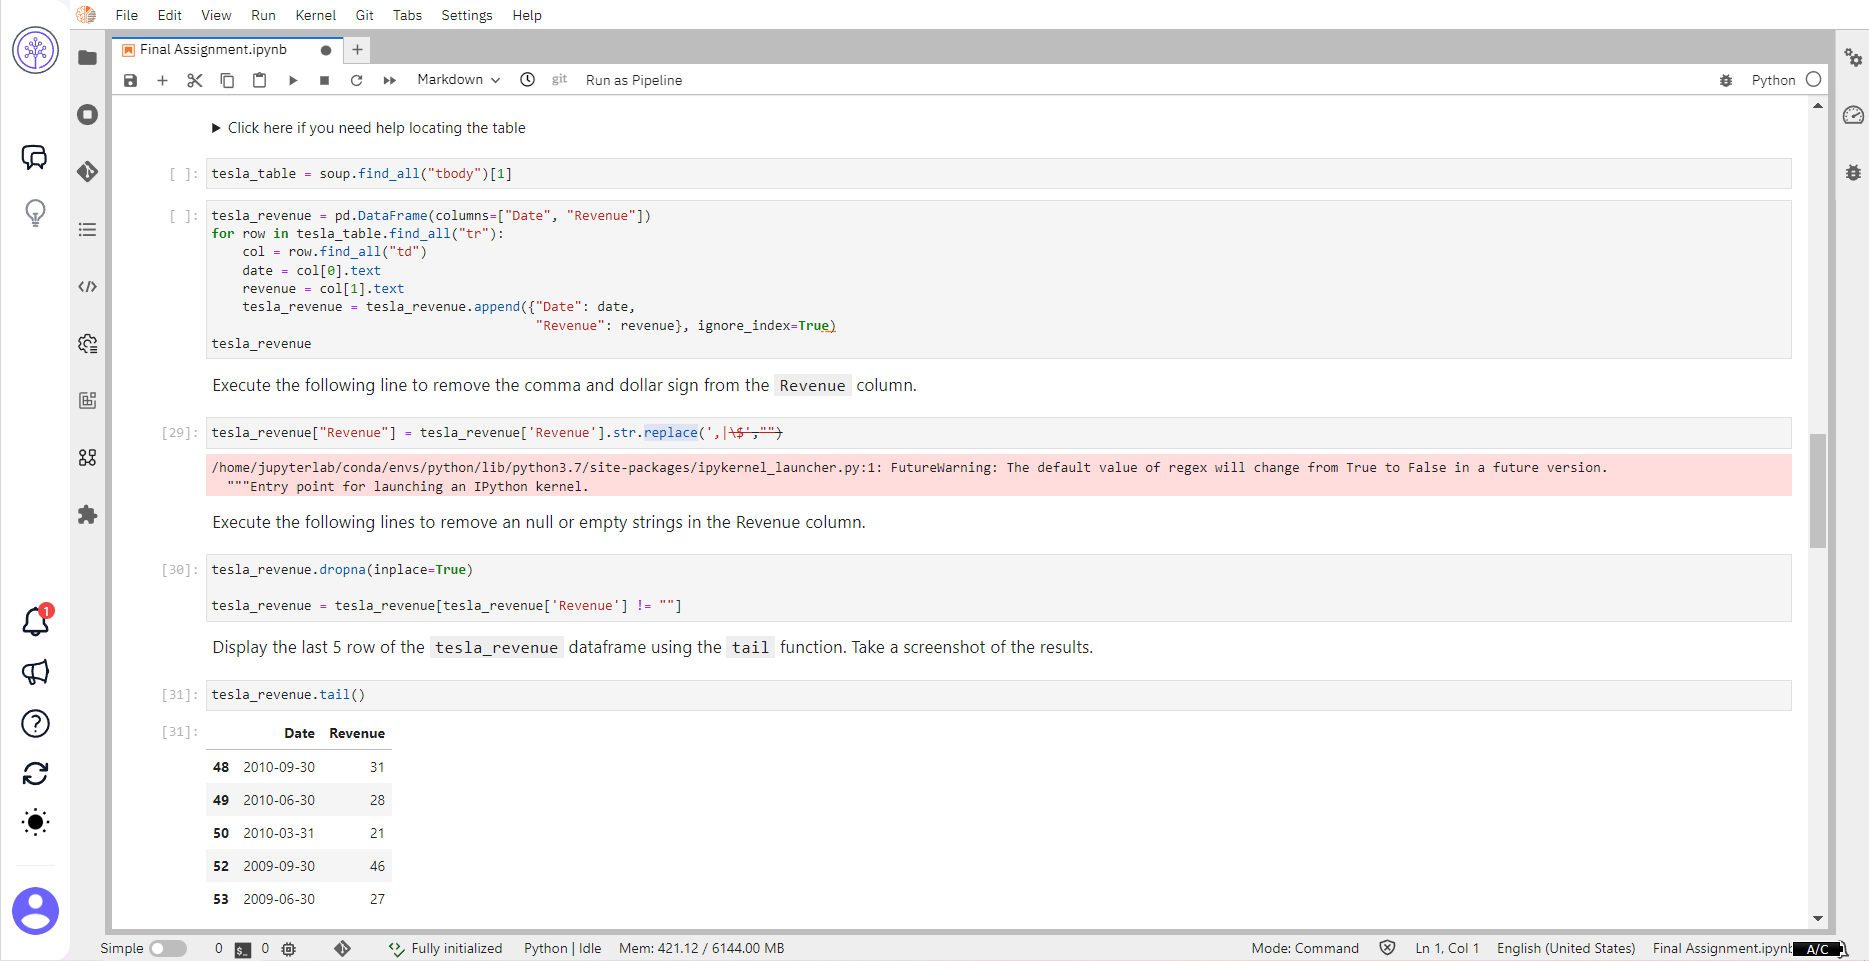 File Edit View Run Kernel Git Tabs Settings Help
Final Assignment.ipynb
Markdown git Run as Pipeline Python
Click here if you need help locating the table
[ ]: tesla_table = soup.find_all("tbody")[1]
[ ]: tesla_revenue = pd.DataFrame(columns=["Date", "Revenue"])
for row in tesla_table.find_all("tr"):
    col = row.find_all("td")
    date = col[0].text
    revenue = col[1].text
    tesla_revenue = tesla_revenue.append({"Date": date,
                                          "Revenue": revenue}, ignore_index=True)
tesla_revenue
Execute the following line to remove the comma and dollar sign from the Revenue column.
[29]: tesla_revenue["Revenue"] = tesla_revenue['Revenue'].str.replace(',|\$',"")
/home/jupyterlab/conda/envs/python/lib/python3.7/site-packages/ipykernel_launcher.py:1: FutureWarning: The default value of regex will change from True to False in a future version.
  """Entry point for launching an IPython kernel.
Execute the following lines to remove an null or empty strings in the Revenue column.
[30]: tesla_revenue.dropna(inplace=True)
tesla_revenue = tesla_revenue[tesla_revenue['Revenue'] != ""]
Display the last 5 row of the tesla_revenue dataframe using the tail function. Take a screenshot of the results.
[31]: tesla_revenue.tail()
[31]: Date Revenue
48 2010-09-30 31
49 2010-06-30 28
50 2010-03-31 21
52 2009-09-30 46
53 2009-06-30 27
1
Simple 0 $_ 0 Fully initialized Python | Idle Mem: 421.12 / 6144.00 MB Mode: Command Ln 1, Col 1 English (United States) Final Assignment.ipynb A/C